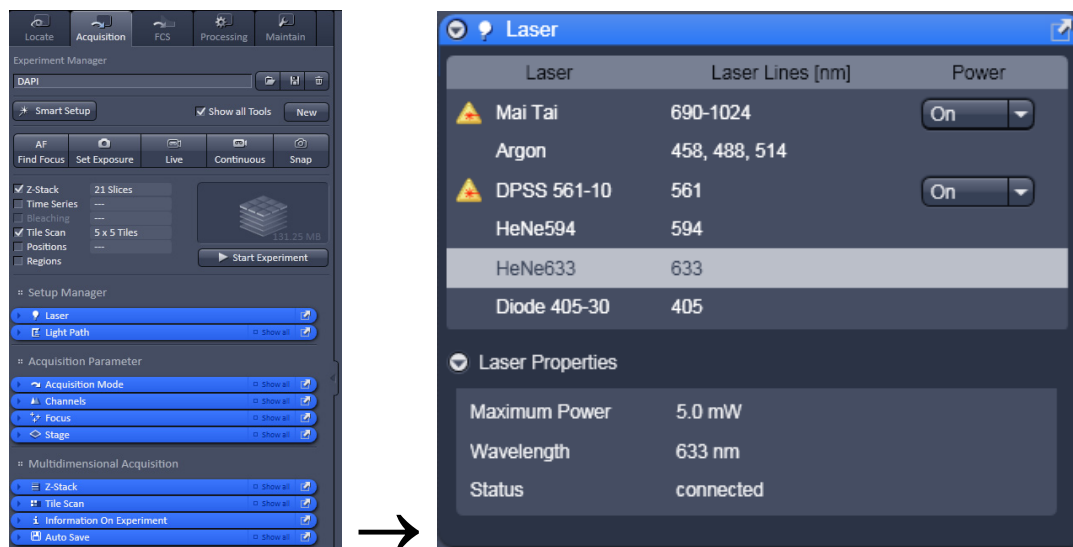 Locate Acquisition FCS Processing Maintain
Experiment Manager
DAPI
Smart Setup Show all Tools New
AF
Find Focus Set Exposure Live Continuous Snap
Z-Stack 21 Slices
Time Series ---
Bleaching ---
Tile Scan 5 x 5 Tiles
Positions ---
Regions
131.25 MB
Start Experiment
Setup Manager
Laser
Light Path Show all
Acquisition Parameter
Acquisition Mode Show all
Channels Show all
Focus Show all
Stage Show all
Multidimensional Acquisition
Z-Stack Show all
Tile Scan Show all
Information On Experiment
Auto Save Show all
Laser
Laser Laser Lines [nm] Power
Mai Tai 690-1024 On
Argon 458, 488, 514
DPSS 561-10 561 On
HeNe594 594
HeNe633 633
Diode 405-30 405
Laser Properties
Maximum Power 5.0 mW
Wavelength 633 nm
Status connected